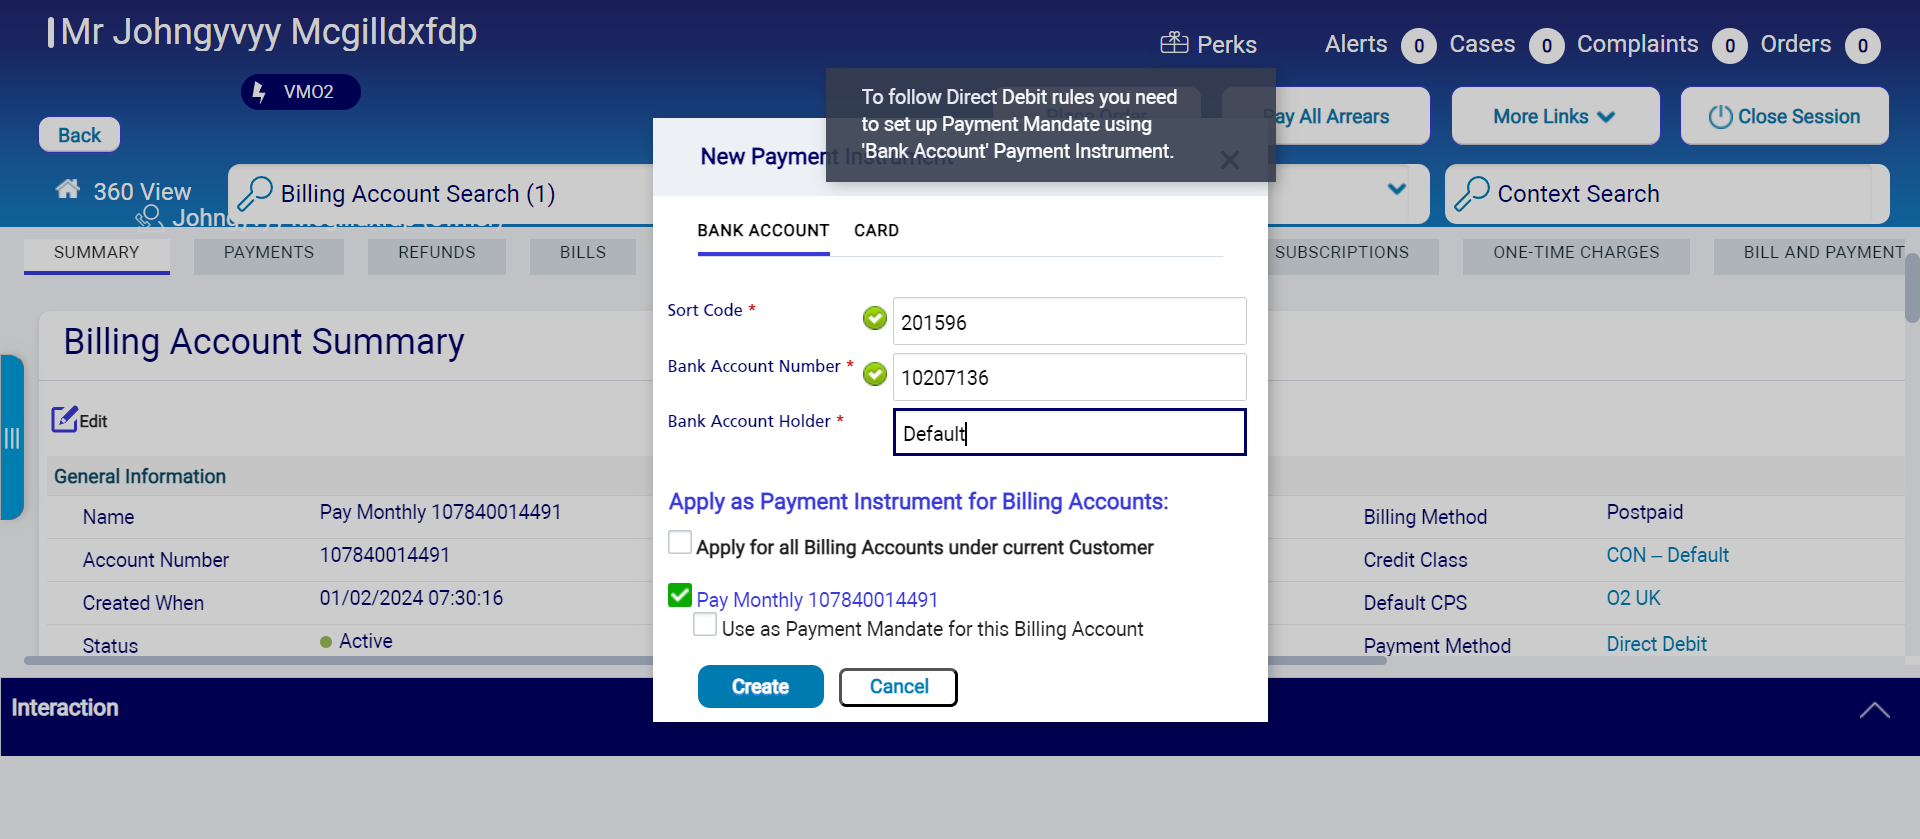 Mr Johngyvyy Mcgilldxfdp
Perks
Alerts 0 Cases 0 Complaints 0 Orders 0
VMO2
Back
To follow Direct Debit rules you need
to set up Payment Mandate using
'Bank Account' Payment Instrument.
Pay All Arrears
More Links
Close Session
New Payment Instrument
360 View
Billing Account Search (1)
Context Search
Johngyvyy Mcgilldxfdp (Owner)
SUMMARY
PAYMENTS
REFUNDS
BILLS
SUBSCRIPTIONS
ONE-TIME CHARGES
BILL AND PAYMENT
BANK ACCOUNT
CARD
Sort Code *
201596
Bank Account Number *
10207136
Bank Account Holder *
Default
Apply as Payment Instrument for Billing Accounts:
Apply for all Billing Accounts under current Customer
Pay Monthly 107840014491
Use as Payment Mandate for this Billing Account
Create
Cancel
Billing Account Summary
Edit
General Information
Name
Pay Monthly 107840014491
Billing Method
Postpaid
Account Number
107840014491
Credit Class
CON – Default
Created When
01/02/2024 07:30:16
Default CPS
O2 UK
Status
Active
Payment Method
Direct Debit
Interaction